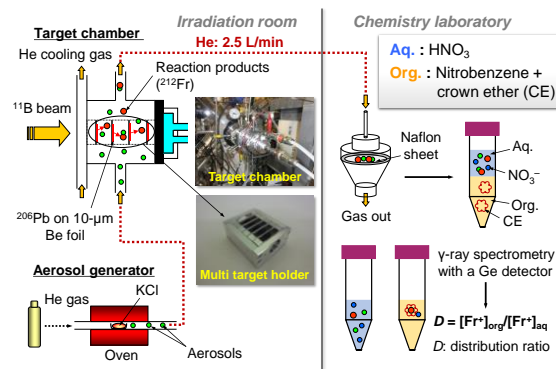 Irradiation room
Target chamber
He cooling gas
He: 2.5 L/min
Reaction products
(²¹²Fr)
¹¹B beam
Target chamber
²⁰⁶Pb on 10-μm
Be foil
Multi target holder
Aerosol generator
He gas
KCl
Oven
Aerosols
Chemistry laboratory
Aq. : HNO₃
Org. : Nitrobenzene +
crown ether (CE)
Naflon
sheet
Gas out
Aq.
NO₃⁻
Org.
CE
γ-ray spectrometry
with a Ge detector
D = [Fr⁺]org/[Fr⁺]aq
D: distribution ratio